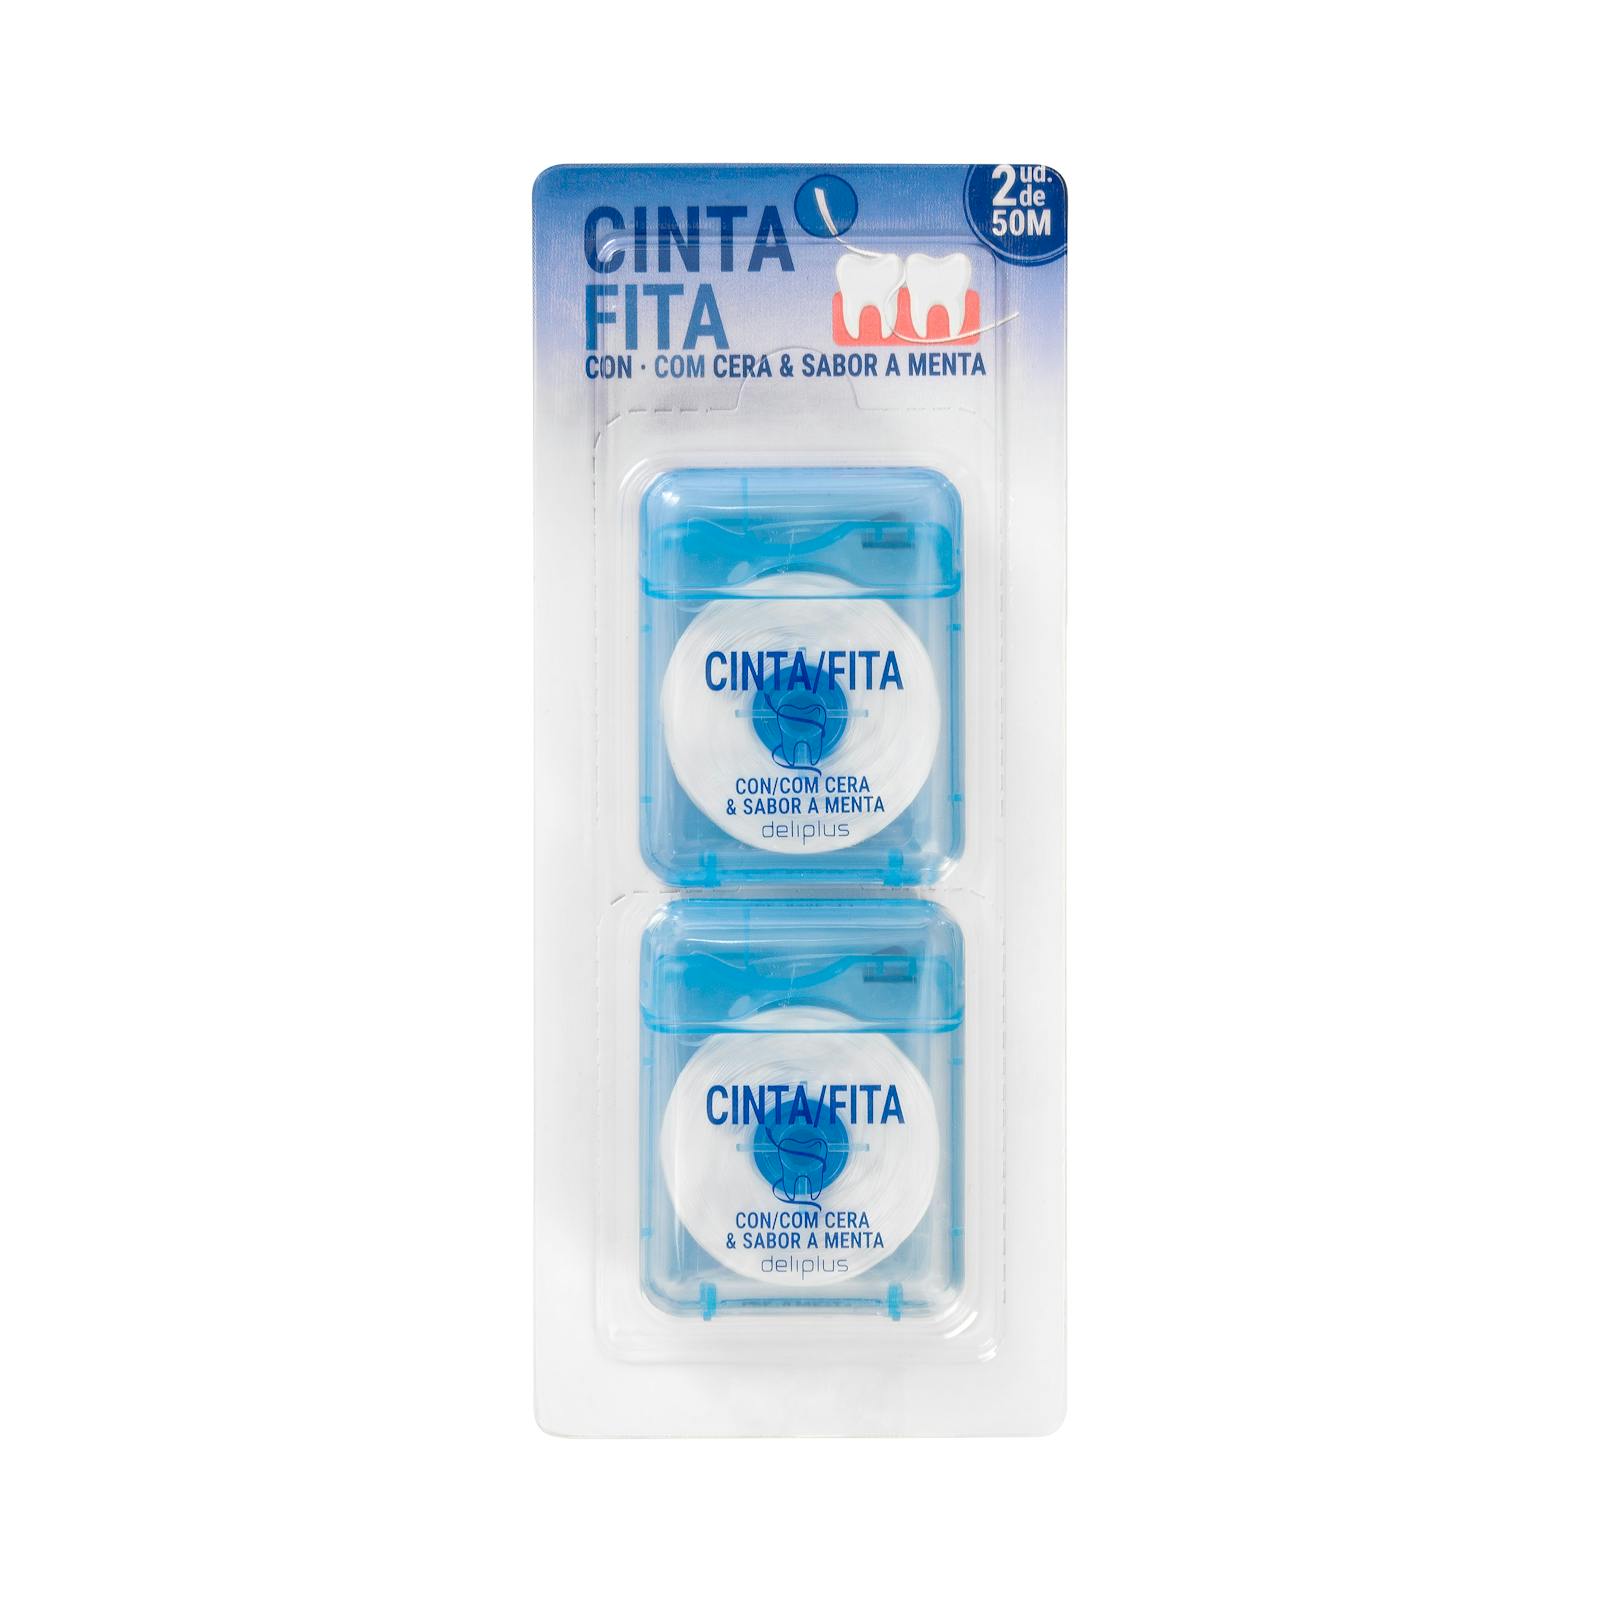 2 ud.
de
50M
CINTA
FITA
CON · COM CERA & SABOR A MENTA
CINTA/FITA
CON/COM CERA
& SABOR A MENTA
deliplus
CINTA/FITA
CON/COM CERA
& SABOR A MENTA
deliplus